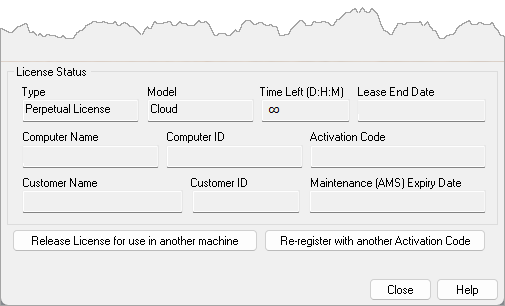 License Status
Type Model Time Left (D:H:M) Lease End Date
Perpetual License Cloud ∞
Computer Name Computer ID Activation Code
Customer Name Customer ID Maintenance (AMS) Expiry Date
Release License for use in another machine Re-register with another Activation Code
Close Help